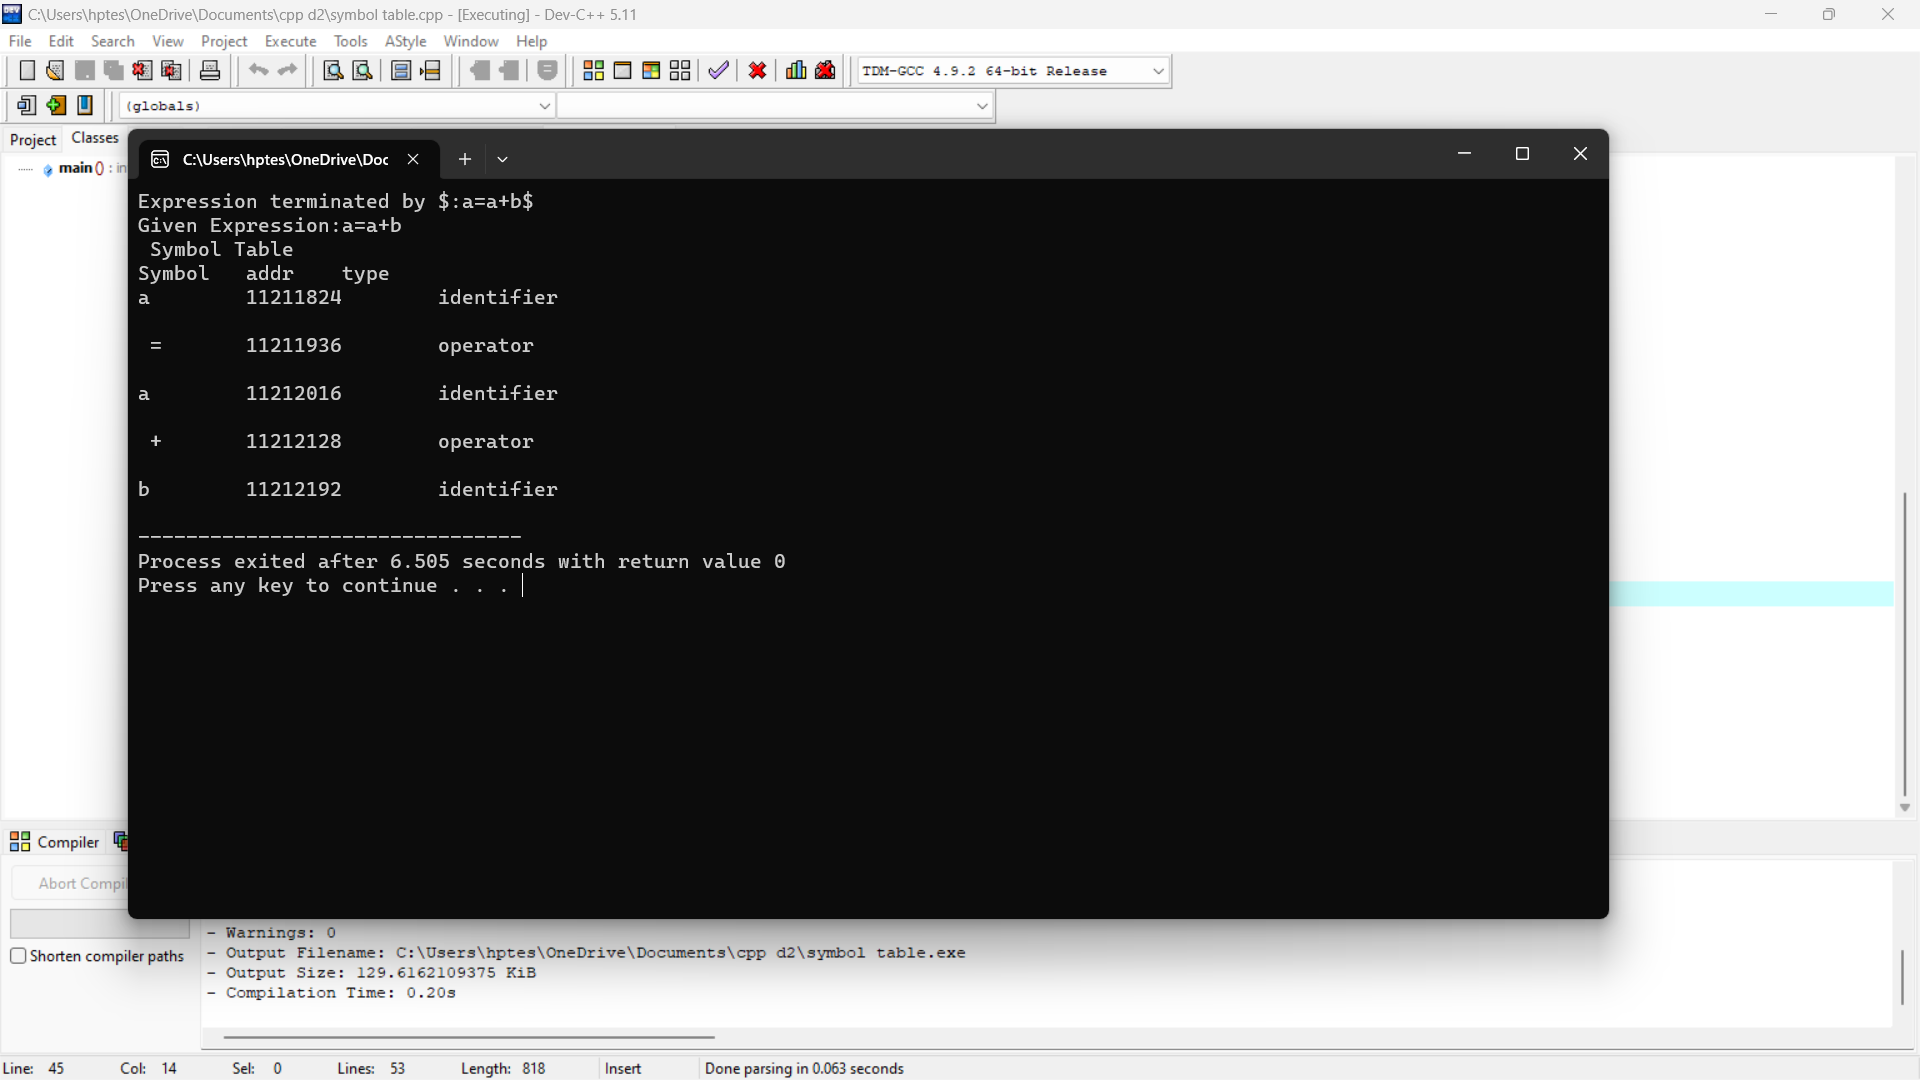 C:\Users\hptes\OneDrive\Documents\cpp d2\symbol table.cpp - [Executing] - Dev-C++ 5.11
File Edit Search View Project Execute Tools AStyle Window Help
TDM-GCC 4.9.2 64-bit Release
(globals)
Project Classes
main () : in
C:\Users\hptes\OneDrive\Doc
Expression terminated by $:a=a+b$
Given Expression:a=a+b
Symbol Table
Symbol addr type
a 11211824 identifier
= 11211936 operator
a 11212016 identifier
+ 11212128 operator
b 11212192 identifier
--------------------------------
Process exited after 6.505 seconds with return value 0
Press any key to continue . . .
Compiler
Abort Compil
Shorten compiler paths
- Warnings: 0
- Output Filename: C:\Users\hptes\OneDrive\Documents\cpp d2\symbol table.exe
- Output Size: 129.6162109375 KiB
- Compilation Time: 0.20s
Line: 45 Col: 14 Sel: 0 Lines: 53 Length: 818 Insert Done parsing in 0.063 seconds